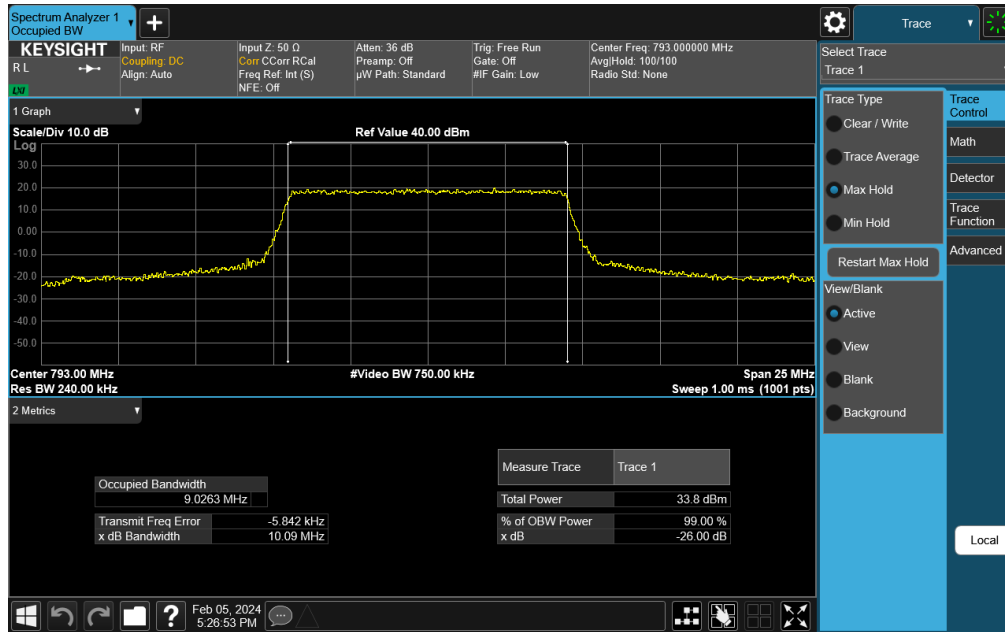 Spectrum Analyzer 1
Occupied BW
Trace
KEYSIGHT
R L
LXI
Input: RF
Coupling: DC
Align: Auto
Input Z: 50 Ω
Corr CCorr RCal
Freq Ref: Int (S)
NFE: Off
Atten: 36 dB
Preamp: Off
µW Path: Standard
Trig: Free Run
Gate: Off
#IF Gain: Low
Center Freq: 793.000000 MHz
Avg|Hold: 100/100
Radio Std: None
Select Trace
Trace 1
1 Graph
Scale/Div 10.0 dB
Ref Value 40.00 dBm
Log
30.0
20.0
10.0
0.00
-10.0
-20.0
-30.0
-40.0
-50.0
Center 793.00 MHz
#Video BW 750.00 kHz
Span 25 MHz
Res BW 240.00 kHz
Sweep 1.00 ms (1001 pts)
2 Metrics
Occupied Bandwidth
9.0263 MHz
Transmit Freq Error -5.842 kHz
x dB Bandwidth 10.09 MHz
Measure Trace Trace 1
Total Power 33.8 dBm
% of OBW Power 99.00 %
x dB -26.00 dB
Trace Type
Clear / Write
Trace Average
Max Hold
Min Hold
Restart Max Hold
View/Blank
Active
View
Blank
Background
Trace
Control
Math
Detector
Trace
Function
Advanced
Local
?
Feb 05, 2024
5:26:53 PM